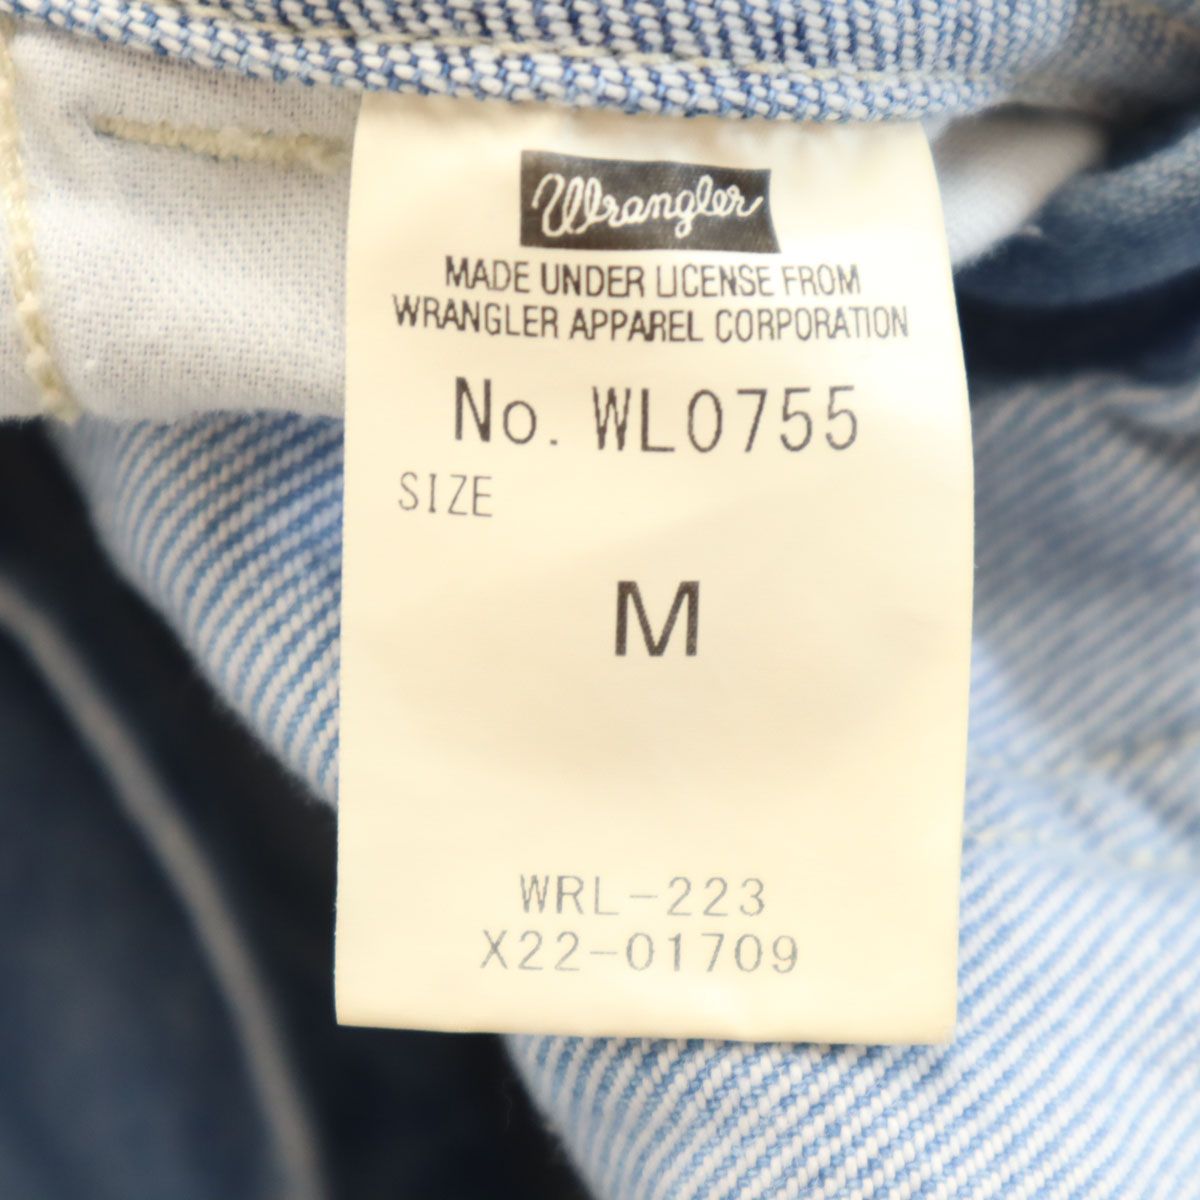 Wrangler
MADE UNDER LICENSE FROM
WRANGLER APPAREL CORPORATION
No. WL0755
SIZE
M
WRL-223
X22-01709